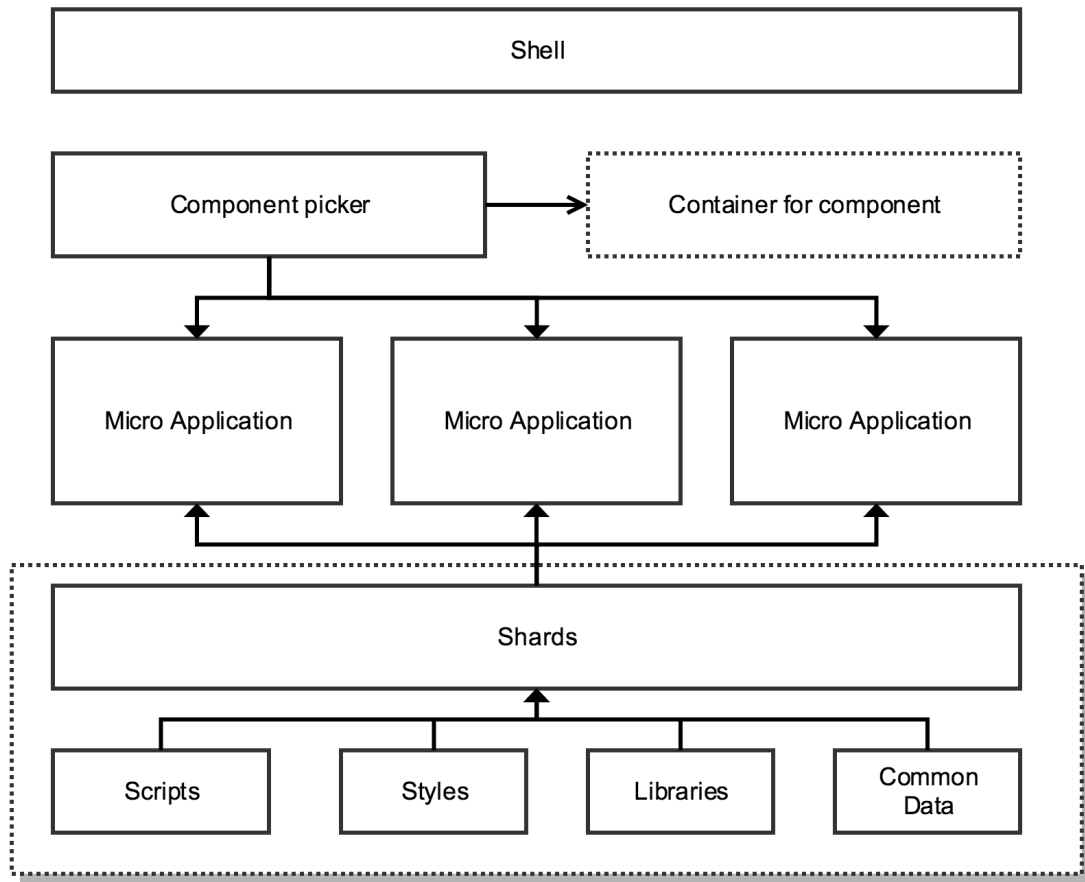 Shell
Component picker
Container for component
Micro Application
Micro Application
Micro Application
Shards
Scripts
Styles
Libraries
Common
Data